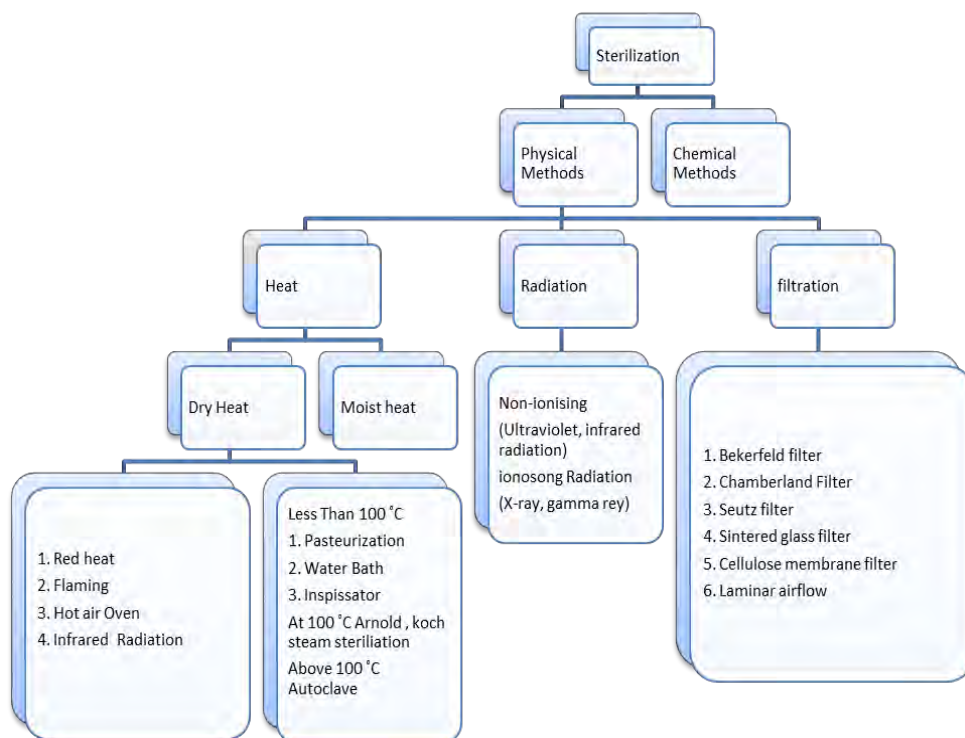 Sterilization
Physical
Methods
Chemical
Methods
Heat
Radiation
filtration
Dry Heat
Moist heat
1. Red heat
2. Flaming
3. Hot air Oven
4. Infrared Radiation
Less Than 100 ˚C
1. Pasteurization
2. Water Bath
3. Inspissator
At 100 ˚C Arnold , koch
steam steriliation
Above 100 ˚C
Autoclave
Non-ionising
(Ultraviolet, infrared
radiation)
ionosong Radiation
(X-ray, gamma rey)
1. Bekerfeld filter
2. Chamberland Filter
3. Seutz filter
4. Sintered glass filter
5. Cellulose membrane filter
6. Laminar airflow